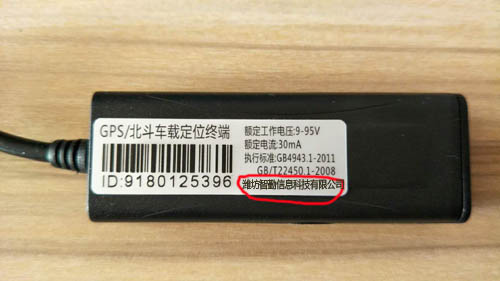 GPS/北斗车载定位终端
ID:9180125396
额定工作电压:9-95V
额定电流:30mA
执行标准:GB4943.1-2011
GB/T22450.1-2008
潍坊智勤信息科技有限公司